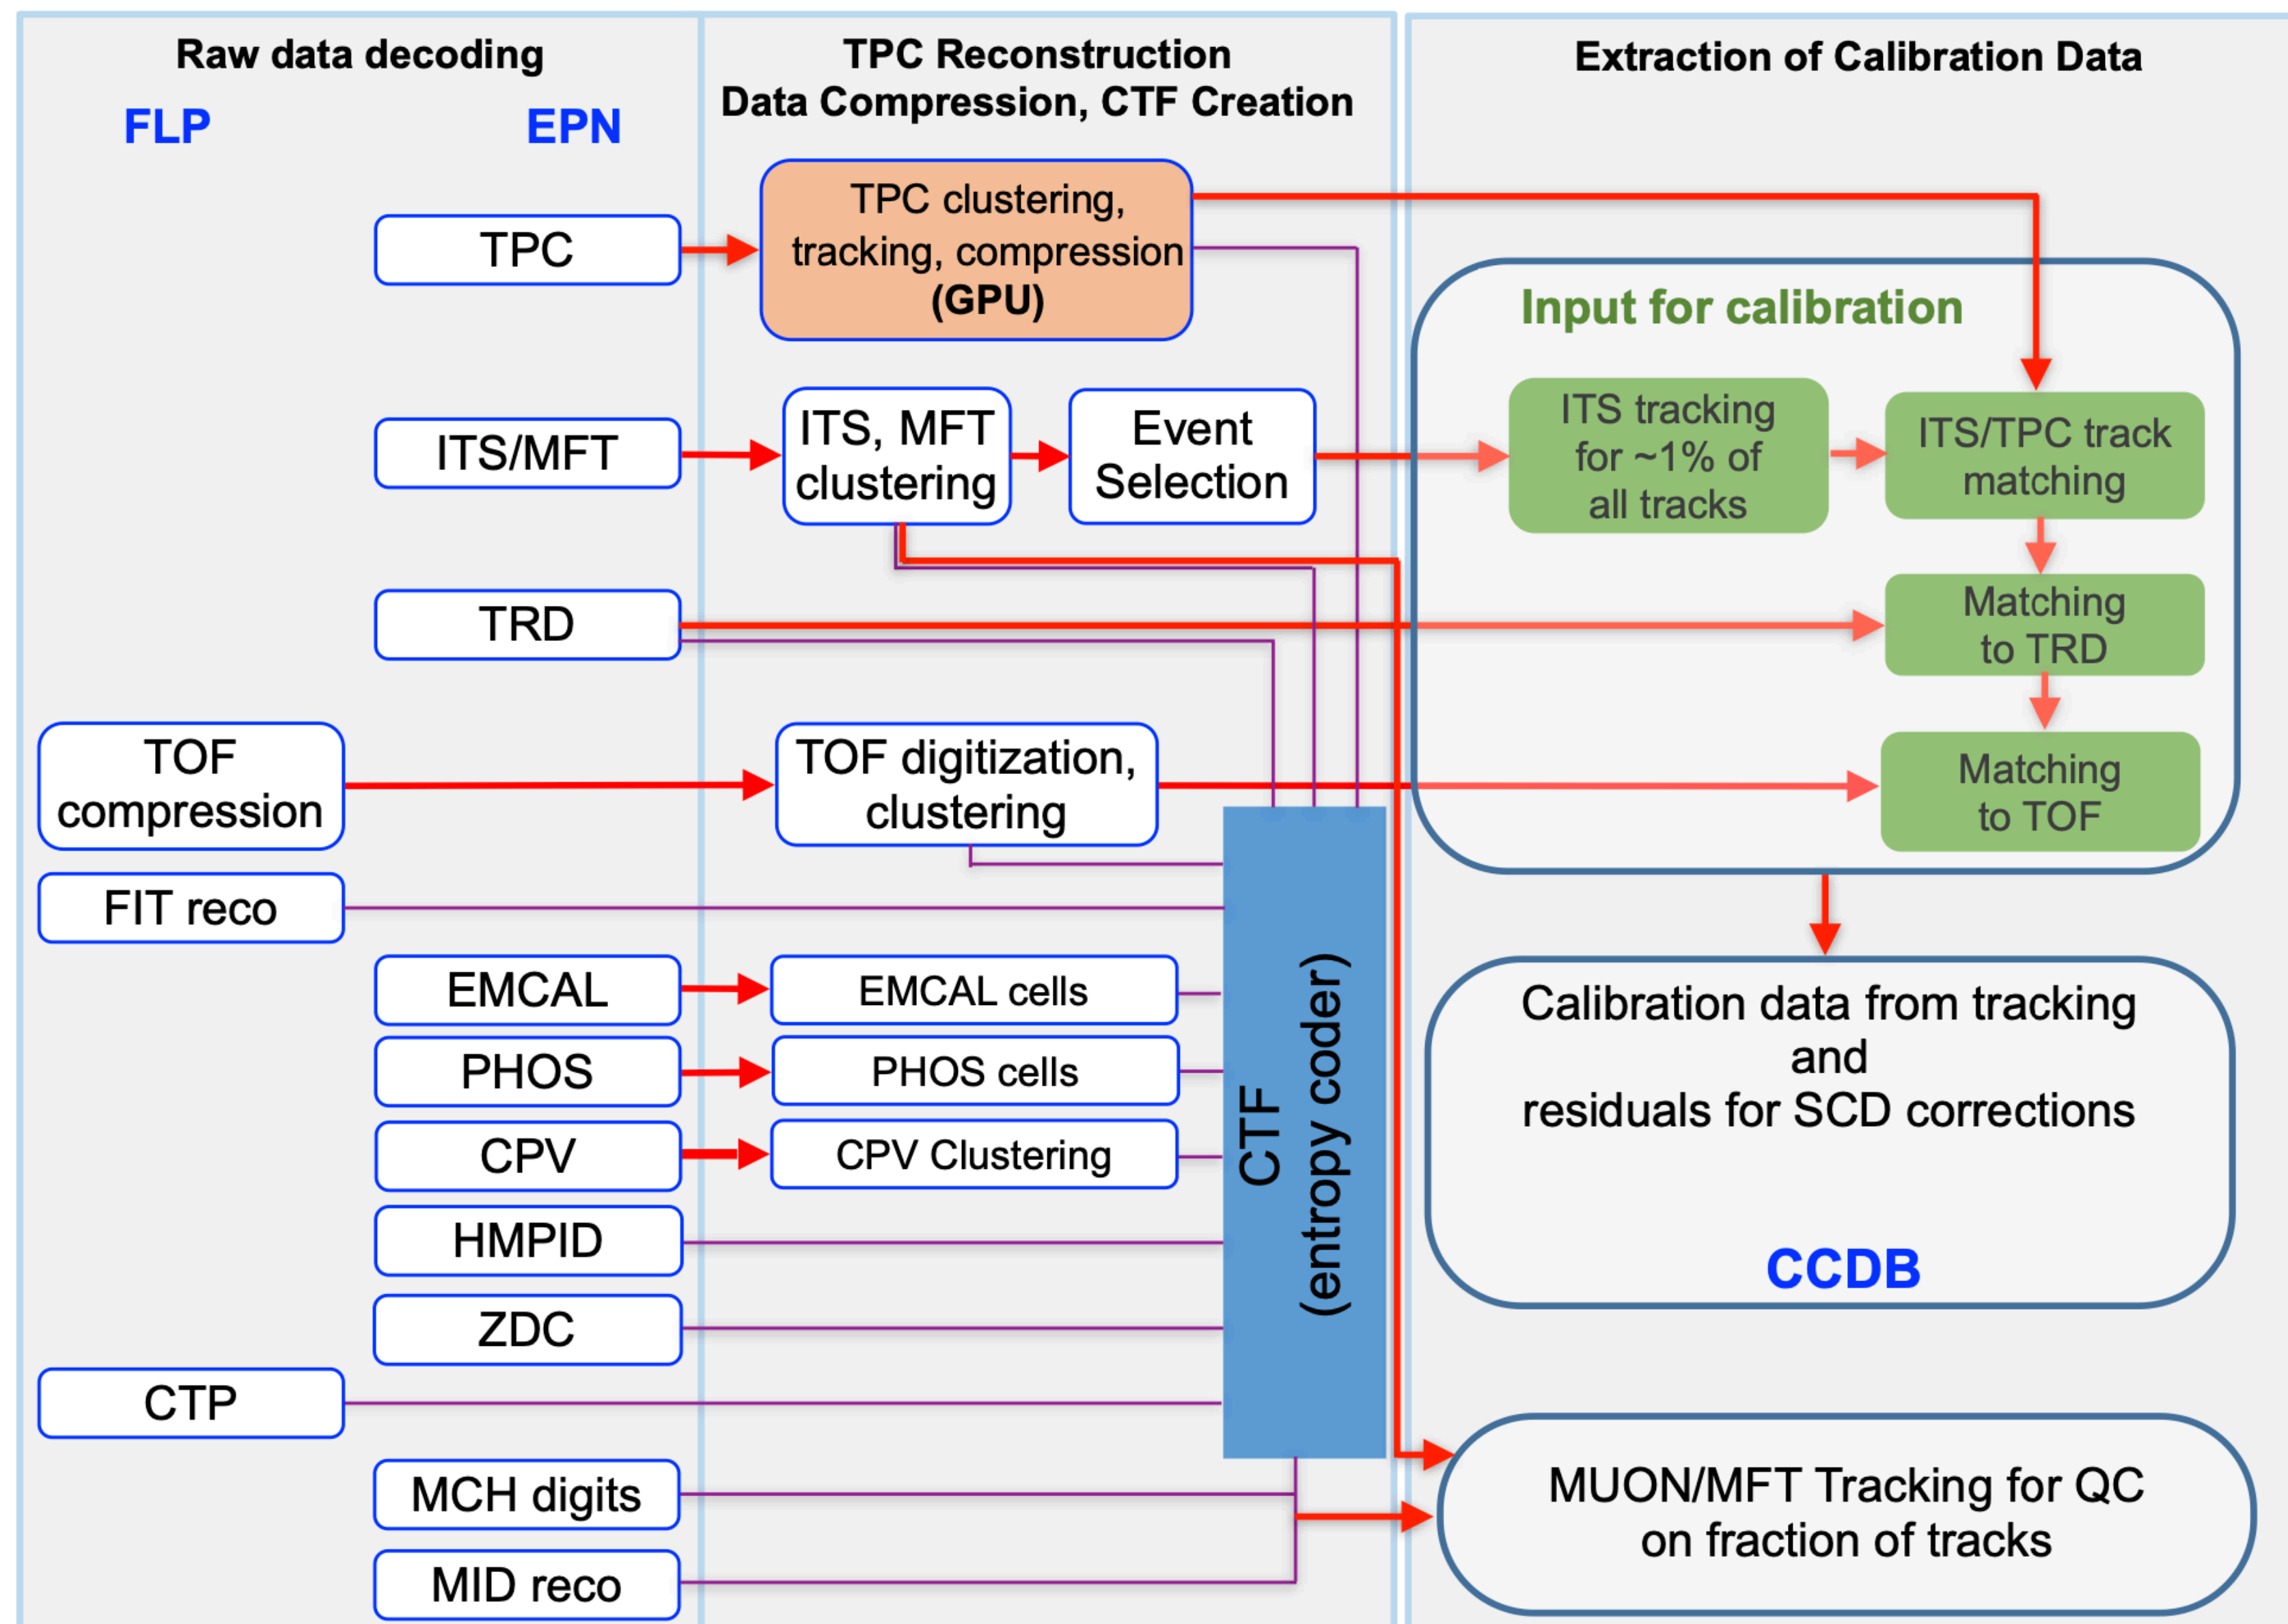 Raw data decoding
FLP
EPN
TPC Reconstruction
Data Compression, CTF Creation
Extraction of Calibration Data
TPC
TPC clustering,
tracking, compression
(GPU)
Input for calibration
ITS/MFT
ITS, MFT
clustering
Event
Selection
ITS tracking
for ~1% of
all tracks
ITS/TPC track
matching
TRD
Matching
to TRD
TOF
compression
TOF digitization,
clustering
Matching
to TOF
FIT reco
EMCAL
EMCAL cells
PHOS
PHOS cells
CPV
CPV Clustering
HMPID
ZDC
CTP
MCH digits
MID reco
CTF
(entropy coder)
Calibration data from tracking
and
residuals for SCD corrections
CCDB
MUON/MFT Tracking for QC
on fraction of tracks